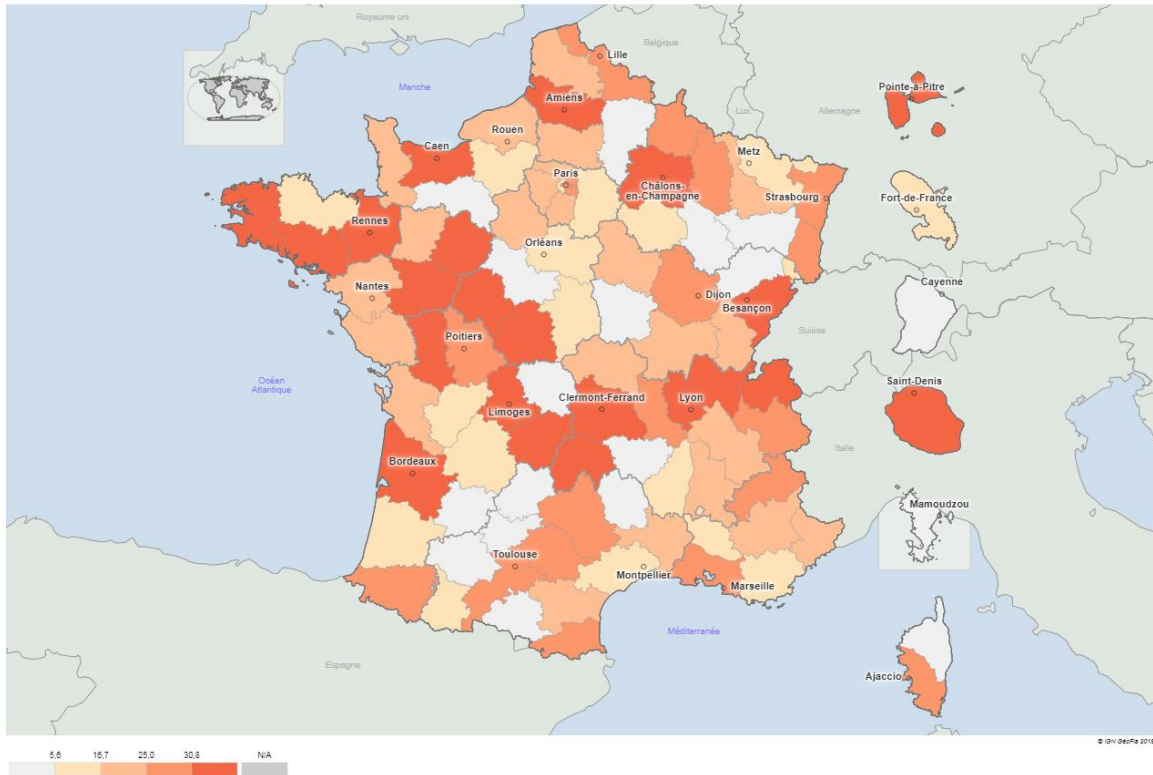 Royaume uni
Belgique
Lille
Manche
Amiens
Lux.
Allemagne
Pointe-à-Pitre
Rouen
Caen
Metz
Paris
Châlons-
en-Champagne
Strasbourg
Fort-de-France
Rennes
Orléans
Nantes
Dijon
Besançon
Cayenne
Poitiers
Suisse
Océan
Atlantique
Saint-Denis
Limoges
Clermont-Ferrand
Lyon
Italie
Bordeaux
Mamoudzou
Toulouse
Montpellier
Marseille
Méditerranée
Espagne
Ajaccio
© IGN GéoFla 2016
5,6
16,7
25,0
30,8
N/A